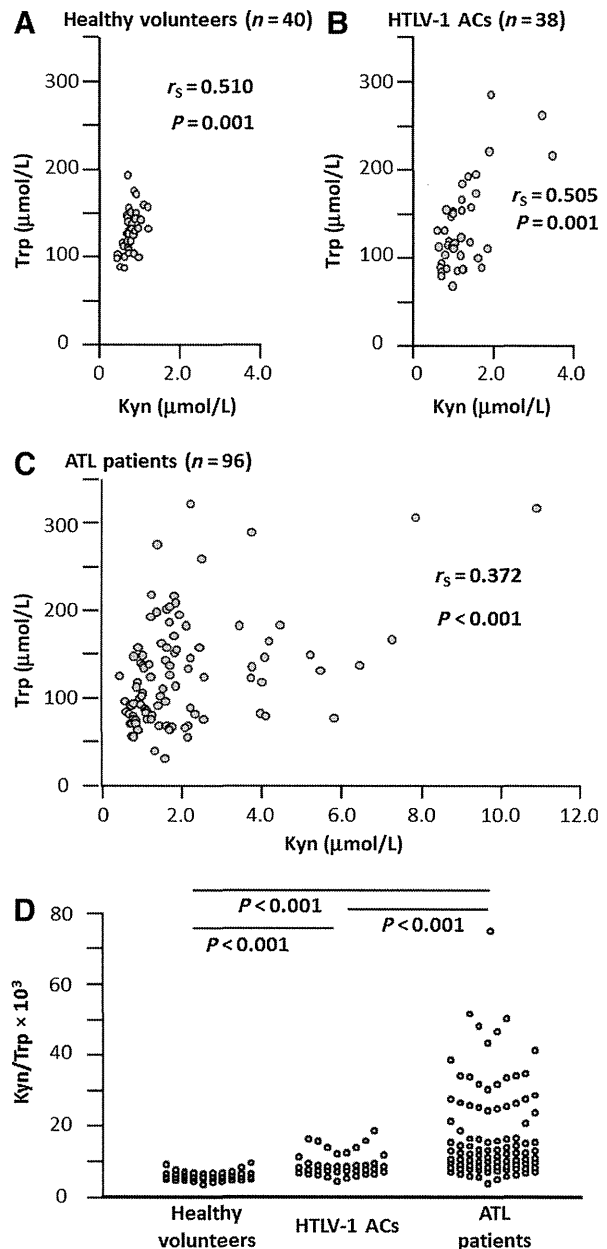 A Healthy volunteers (n = 40)
300
200
100
0
Trp (μmol/L)
rS = 0.510
P = 0.001
0 2.0 4.0
Kyn (μmol/L)
B HTLV-1 ACs (n = 38)
300
200
100
0
Trp (μmol/L)
rS = 0.505
P = 0.001
0 2.0 4.0
Kyn (μmol/L)
C ATL patients (n = 96)
300
200
100
0
Trp (μmol/L)
rS = 0.372
P < 0.001
0 2.0 4.0 6.0 8.0 10.0 12.0
Kyn (μmol/L)
D
80
60
40
20
0
Kyn/Trp × 10³
P < 0.001
P < 0.001
P < 0.001
Healthy
volunteers
HTLV-1 ACs
ATL
patients